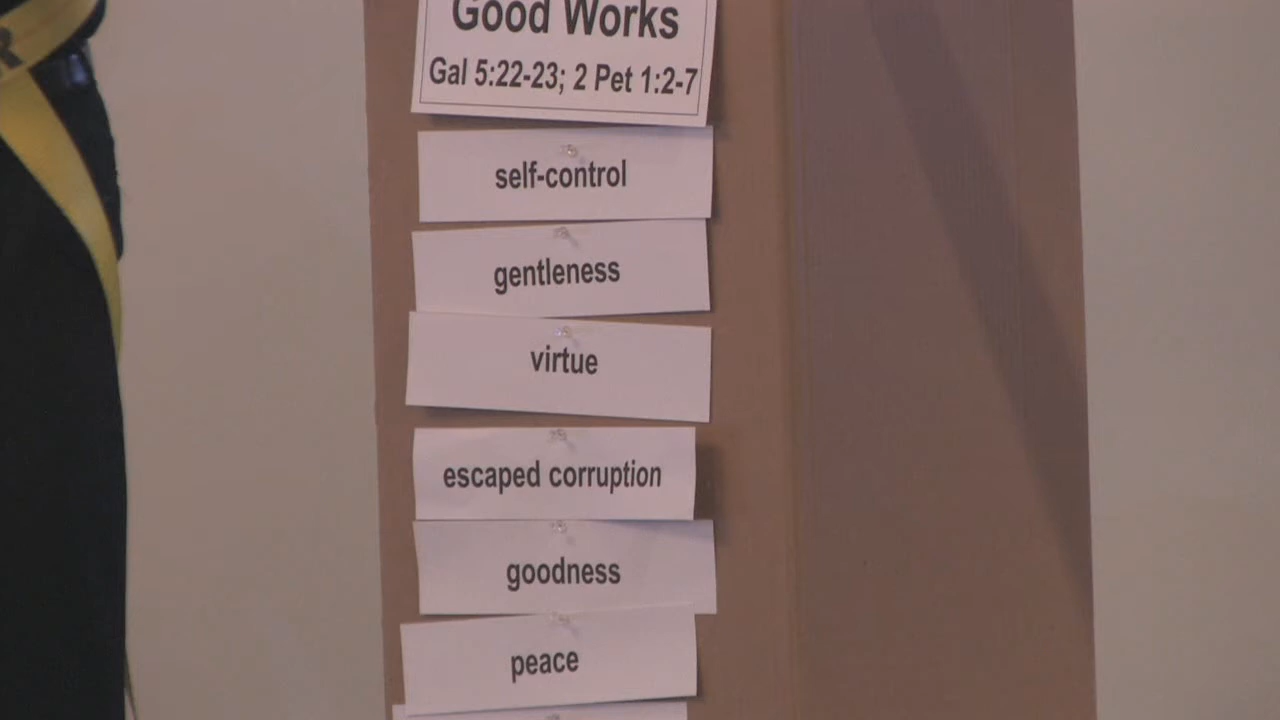 Good Works
Gal 5:22-23; 2 Pet 1:2-7
self-control
gentleness
virtue
escaped corruption
goodness
peace
R